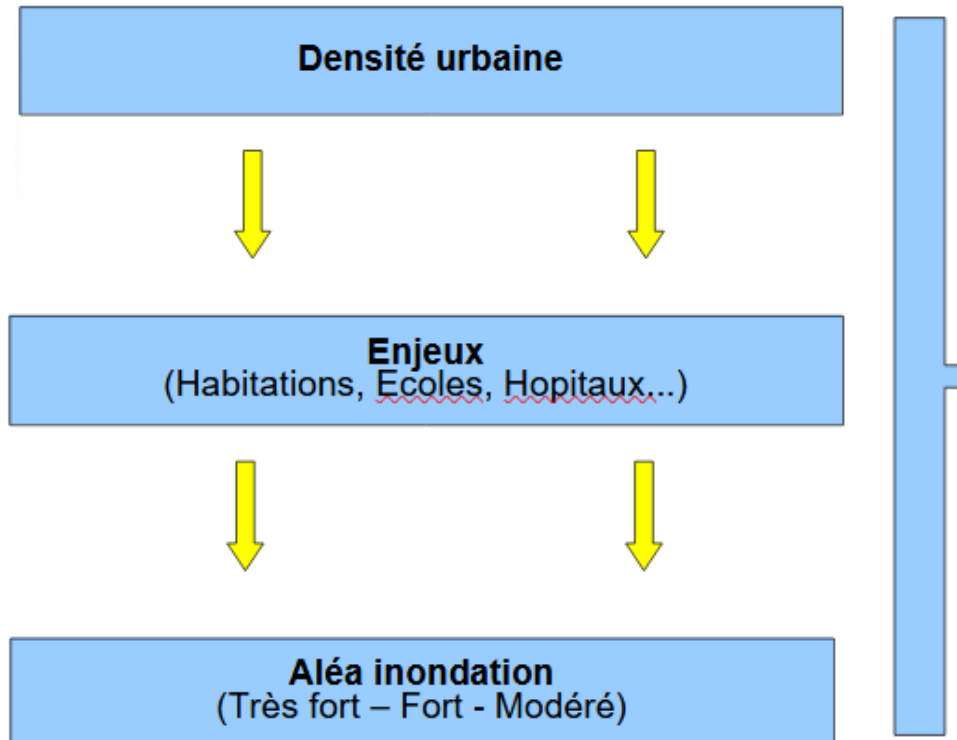 Densité urbaine
Enjeux
(Habitations, Ecoles, Hopitaux...)
Aléa inondation
(Très fort – Fort - Modéré)